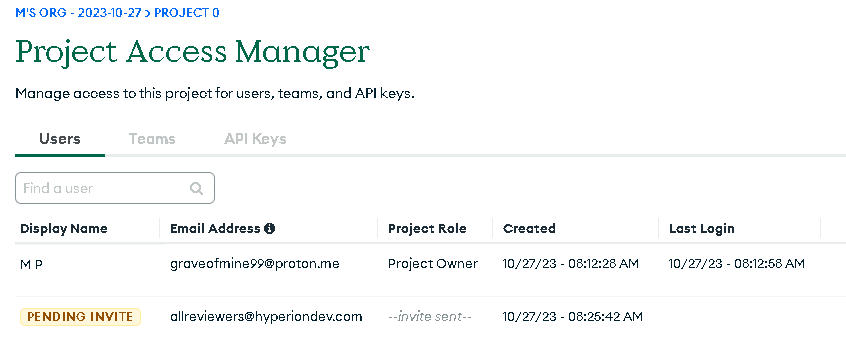 M'S ORG - 2023-10-27 > PROJECT 0
Project Access Manager
Manage access to this project for users, teams, and API keys.
Users Teams API Keys
Find a user
Display Name Email Address Project Role Created Last Login
M P graveofmine99@proton.me Project Owner 10/27/23 - 08:12:28 AM 10/27/23 - 08:12:58 AM
PENDING INVITE allreviewers@hyperiondev.com --invite sent-- 10/27/23 - 08:25:42 AM